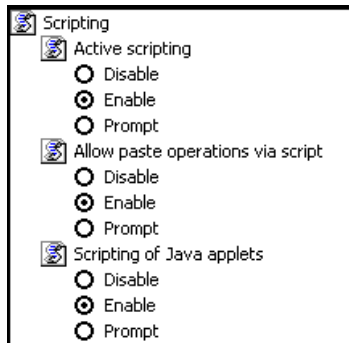 Scripting
Active scripting
Disable
Enable
Prompt
Allow paste operations via script
Disable
Enable
Prompt
Scripting of Java applets
Disable
Enable
Prompt